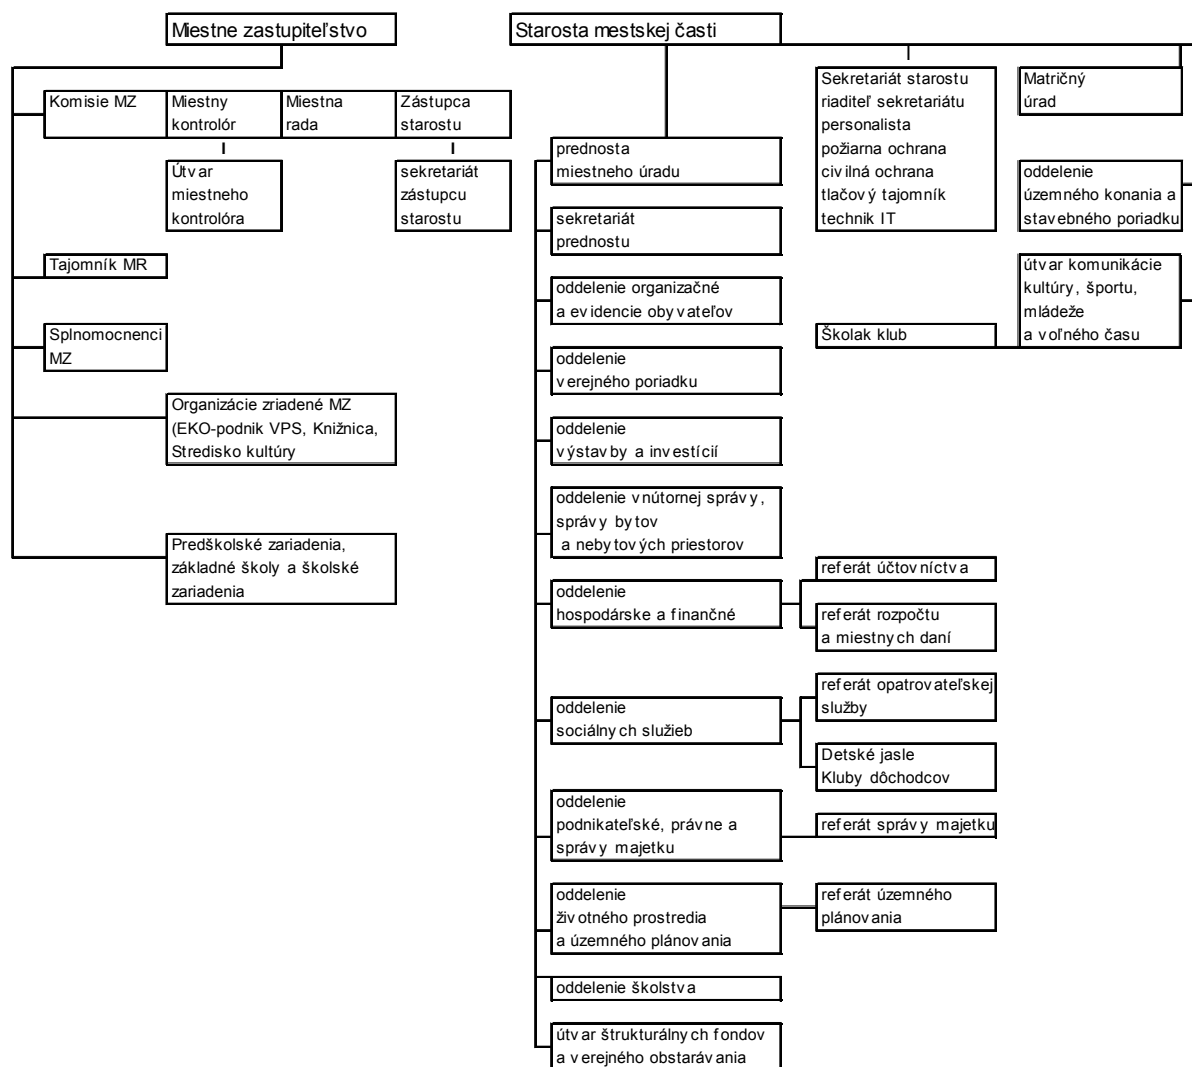 Miestne zastupiteľstvo
Komisie MZ
Miestny
kontrolór
Miestna
rada
Zástupca
starostu
Útvar
miestneho
kontrolóra
sekretariát
zástupcu
starostu
Tajomník MR
Splnomocnenci
MZ
Organizácie zriadené MZ
(EKO-podnik VPS, Knižnica,
Stredisko kultúry
Predškolské zariadenia,
základné školy a školské
zariadenia
Starosta mestskej časti
prednosta
miestneho úradu
sekretariát
prednostu
oddelenie organizačné
a evidencie obyvateľov
oddelenie
verejného poriadku
oddelenie
výstavby a investícií
oddelenie vnútornej správy,
správy bytov
a nebytových priestorov
oddelenie
hospodárske a finančné
referát účtovníctva
referát rozpočtu
a miestnych daní
oddelenie
sociálnych služieb
referát opatrovateľskej
služby
Detské jasle
Kluby dôchodcov
oddelenie
podnikateľské, právne a
správy majetku
referát správy majetku
oddelenie
životného prostredia
a územného plánovania
referát územného
plánovania
oddelenie školstva
útvar štrukturálnych fondov
a verejného obstarávania
Sekretariát starostu
riaditeľ sekretariátu
personalista
požiarna ochrana
civilná ochrana
tlačový tajomník
technik IT
Matričný
úrad
oddelenie
územného konania a
stavebného poriadku
útvar komunikácie
kultúry, športu,
mládeže
a voľného času
Školak klub